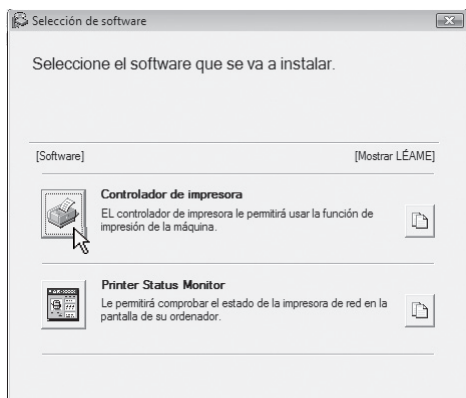 Selección de software
Seleccione el software que se va a instalar.
[Software] [Mostrar LÉAME]
Controlador de impresora
EL controlador de impresora le permitirá usar la función de
impresión de la máquina.
Printer Status Monitor
Le permitirá comprobar el estado de la impresora de red en la
pantalla de su ordenador.